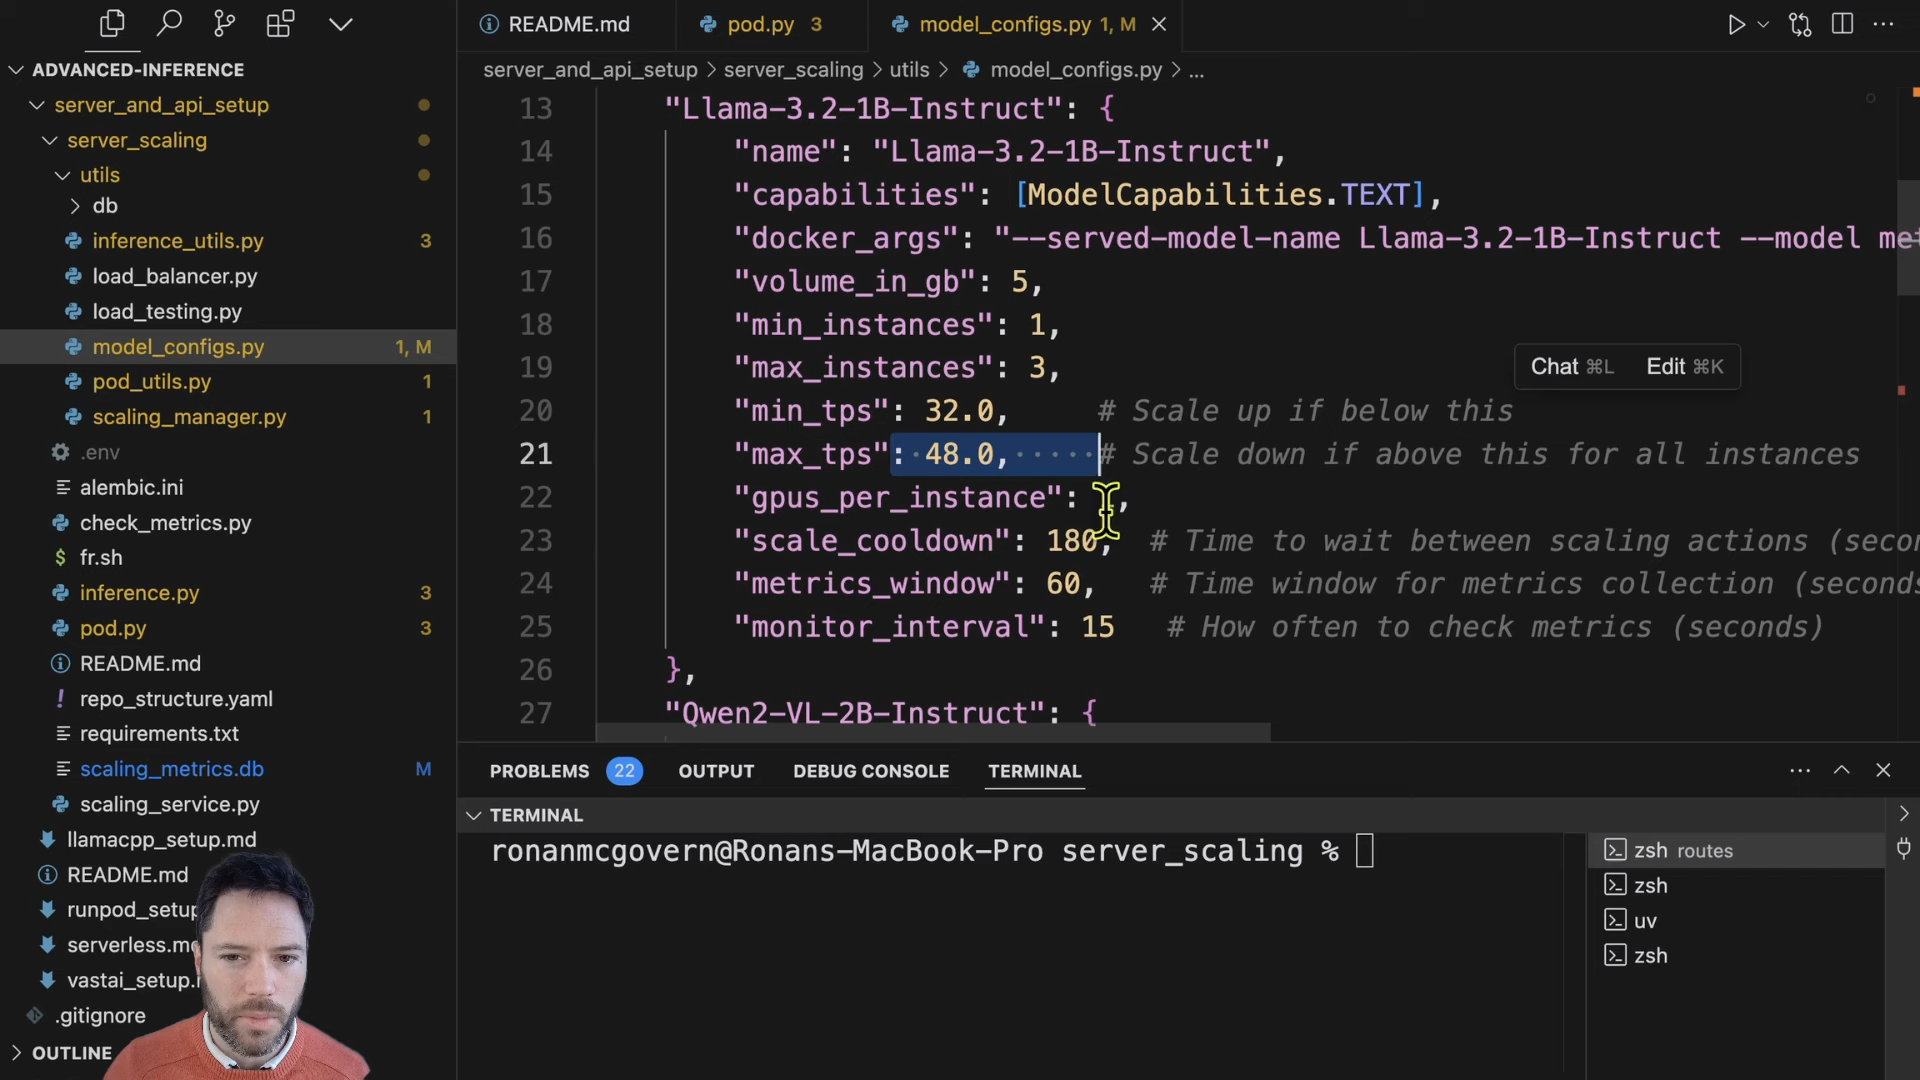 README.md
pod.py 3
model_configs.py 1, M
ADVANCED-INFERENCE
server_and_api_setup
server_scaling
utils
db
inference_utils.py 3
load_balancer.py
load_testing.py
model_configs.py 1, M
pod_utils.py 1
scaling_manager.py 1
.env
alembic.ini
check_metrics.py
$ fr.sh
inference.py 3
pod.py 3
README.md
! repo_structure.yaml
requirements.txt
scaling_metrics.db M
scaling_service.py
llamacpp_setup.md
README.md
runpod_setup
serverless.m
vastai_setup.
.gitignore
OUTLINE
server_and_api_setup > server_scaling > utils > model_configs.py > ...
13 "Llama-3.2-1B-Instruct": {
14 "name": "Llama-3.2-1B-Instruct",
15 "capabilities": [ModelCapabilities.TEXT],
16 "docker_args": "--served-model-name Llama-3.2-1B-Instruct --model met
17 "volume_in_gb": 5,
18 "min_instances": 1,
19 "max_instances": 3,
20 "min_tps": 32.0, # Scale up if below this
21 "max_tps": 48.0, # Scale down if above this for all instances
22 "gpus_per_instance": ,
23 "scale_cooldown": 180, # Time to wait between scaling actions (secon
24 "metrics_window": 60, # Time window for metrics collection (seconds
25 "monitor_interval": 15 # How often to check metrics (seconds)
26 },
27 "Qwen2-VL-2B-Instruct": {
Chat ⌘L Edit ⌘K
PROBLEMS 22 OUTPUT DEBUG CONSOLE TERMINAL
TERMINAL
ronanmcgovern@Ronans-MacBook-Pro server_scaling %
zsh routes
zsh
uv
zsh